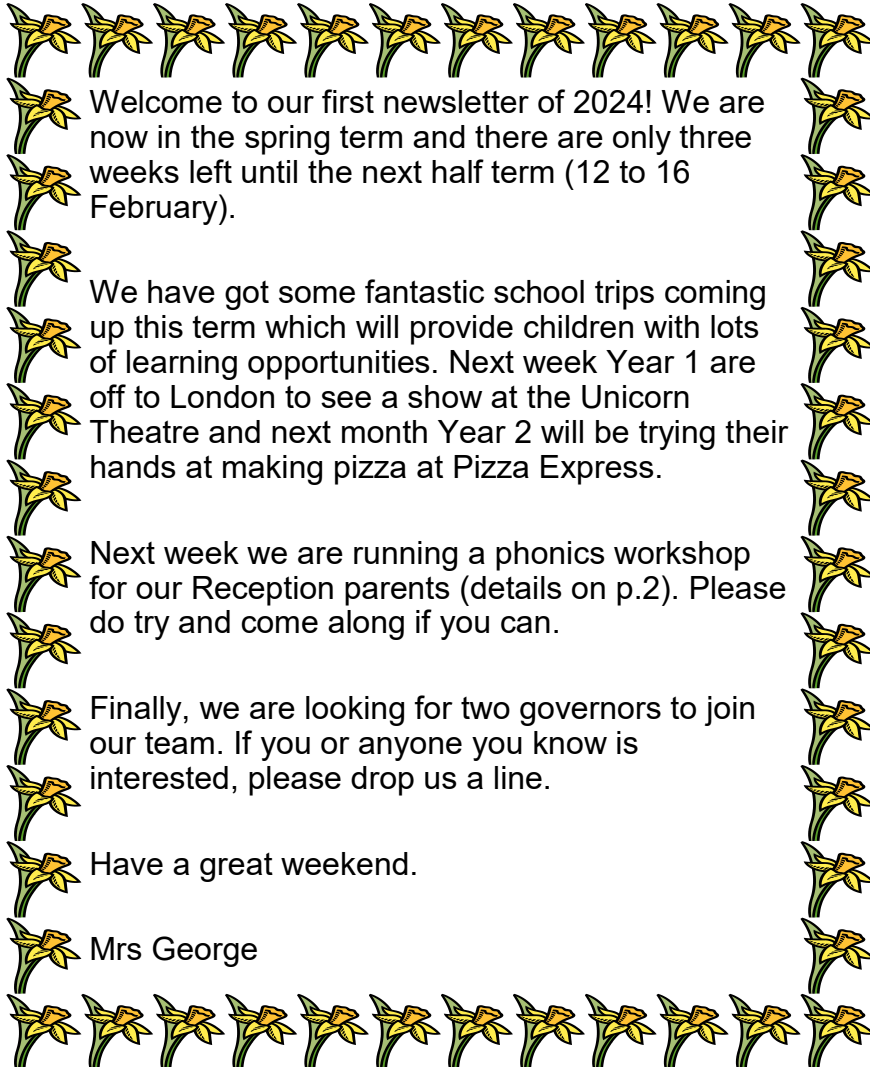 Welcome to our first newsletter of 2024! We are
now in the spring term and there are only three
weeks left until the next half term (12 to 16
February).
We have got some fantastic school trips coming
up this term which will provide children with lots
of learning opportunities. Next week Year 1 are
off to London to see a show at the Unicorn
Theatre and next month Year 2 will be trying their
hands at making pizza at Pizza Express.
Next week we are running a phonics workshop
for our Reception parents (details on p.2). Please
do try and come along if you can.
Finally, we are looking for two governors to join
our team. If you or anyone you know is
interested, please drop us a line.
Have a great weekend.
Mrs George